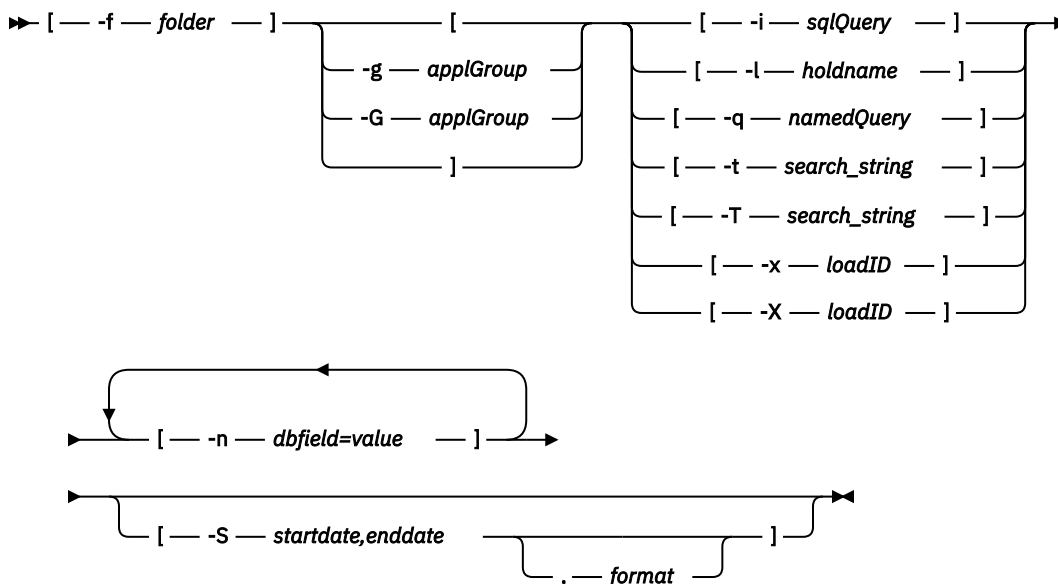 [ -f folder ] [ [ -i sqlQuery ]
-g applGroup [ -l holdname ]
-G applGroup [ -q namedQuery ]
] [ -t search_string ]
[ -T search_string ]
[ -x loadID ]
[ -X loadID ]
[ -n dbfield=value ]
[ -S startdate,enddate ]
. format